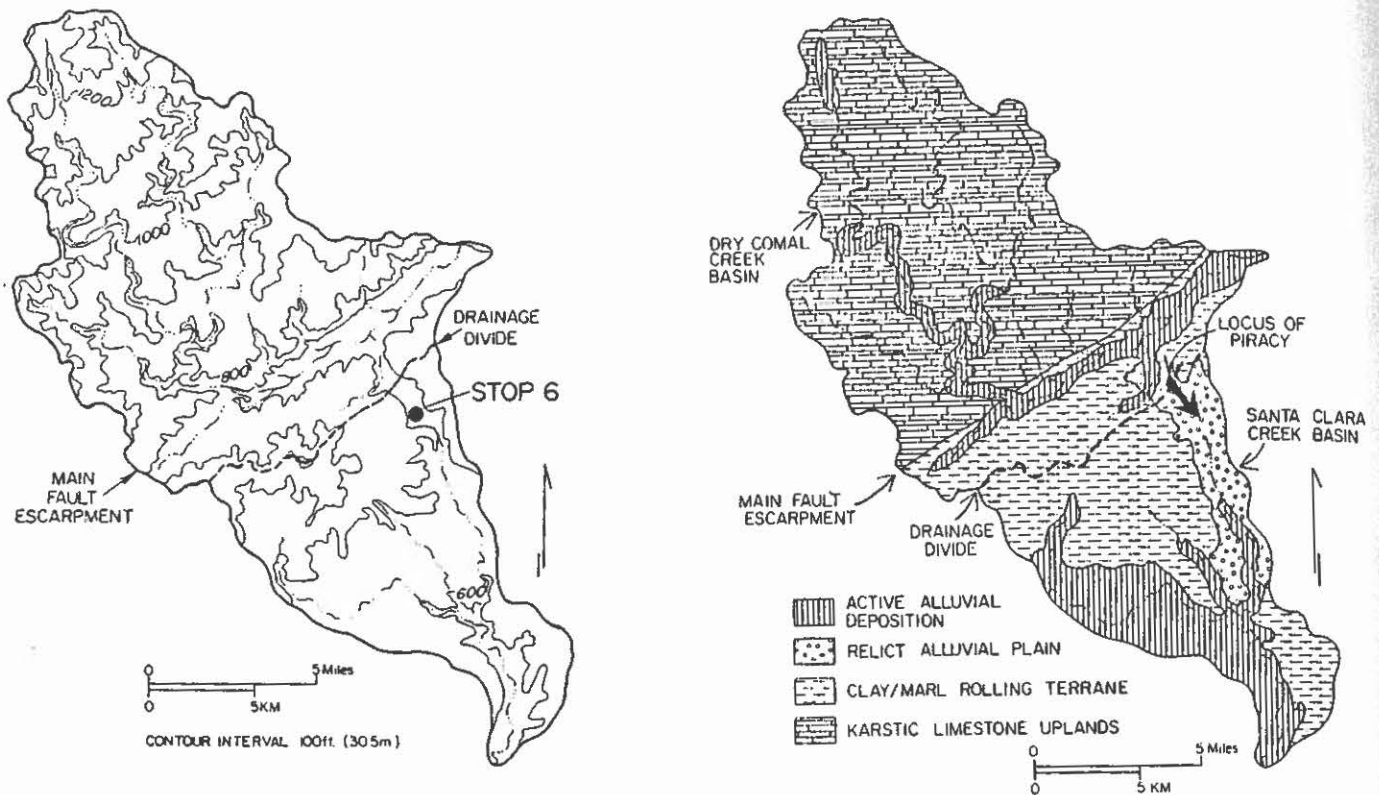 1200
1000
800
DRAINAGE
DIVIDE
STOP 6
MAIN
FAULT
ESCARPMENT
600
0
5 Miles
0
5KM
CONTOUR INTERVAL 100ft. (30.5m)
DRY COMAL
CREEK
BASIN
LOCUS OF
PIRACY
SANTA CLARA
CREEK BASIN
MAIN FAULT
ESCARPMENT
DRAINAGE
DIVIDE
ACTIVE ALLUVIAL
DEPOSITION
RELICT ALLUVIAL PLAIN
CLAY/MARL ROLLING TERRANE
KARSTIC LIMESTONE UPLANDS
0
5 Miles
0
5 KM